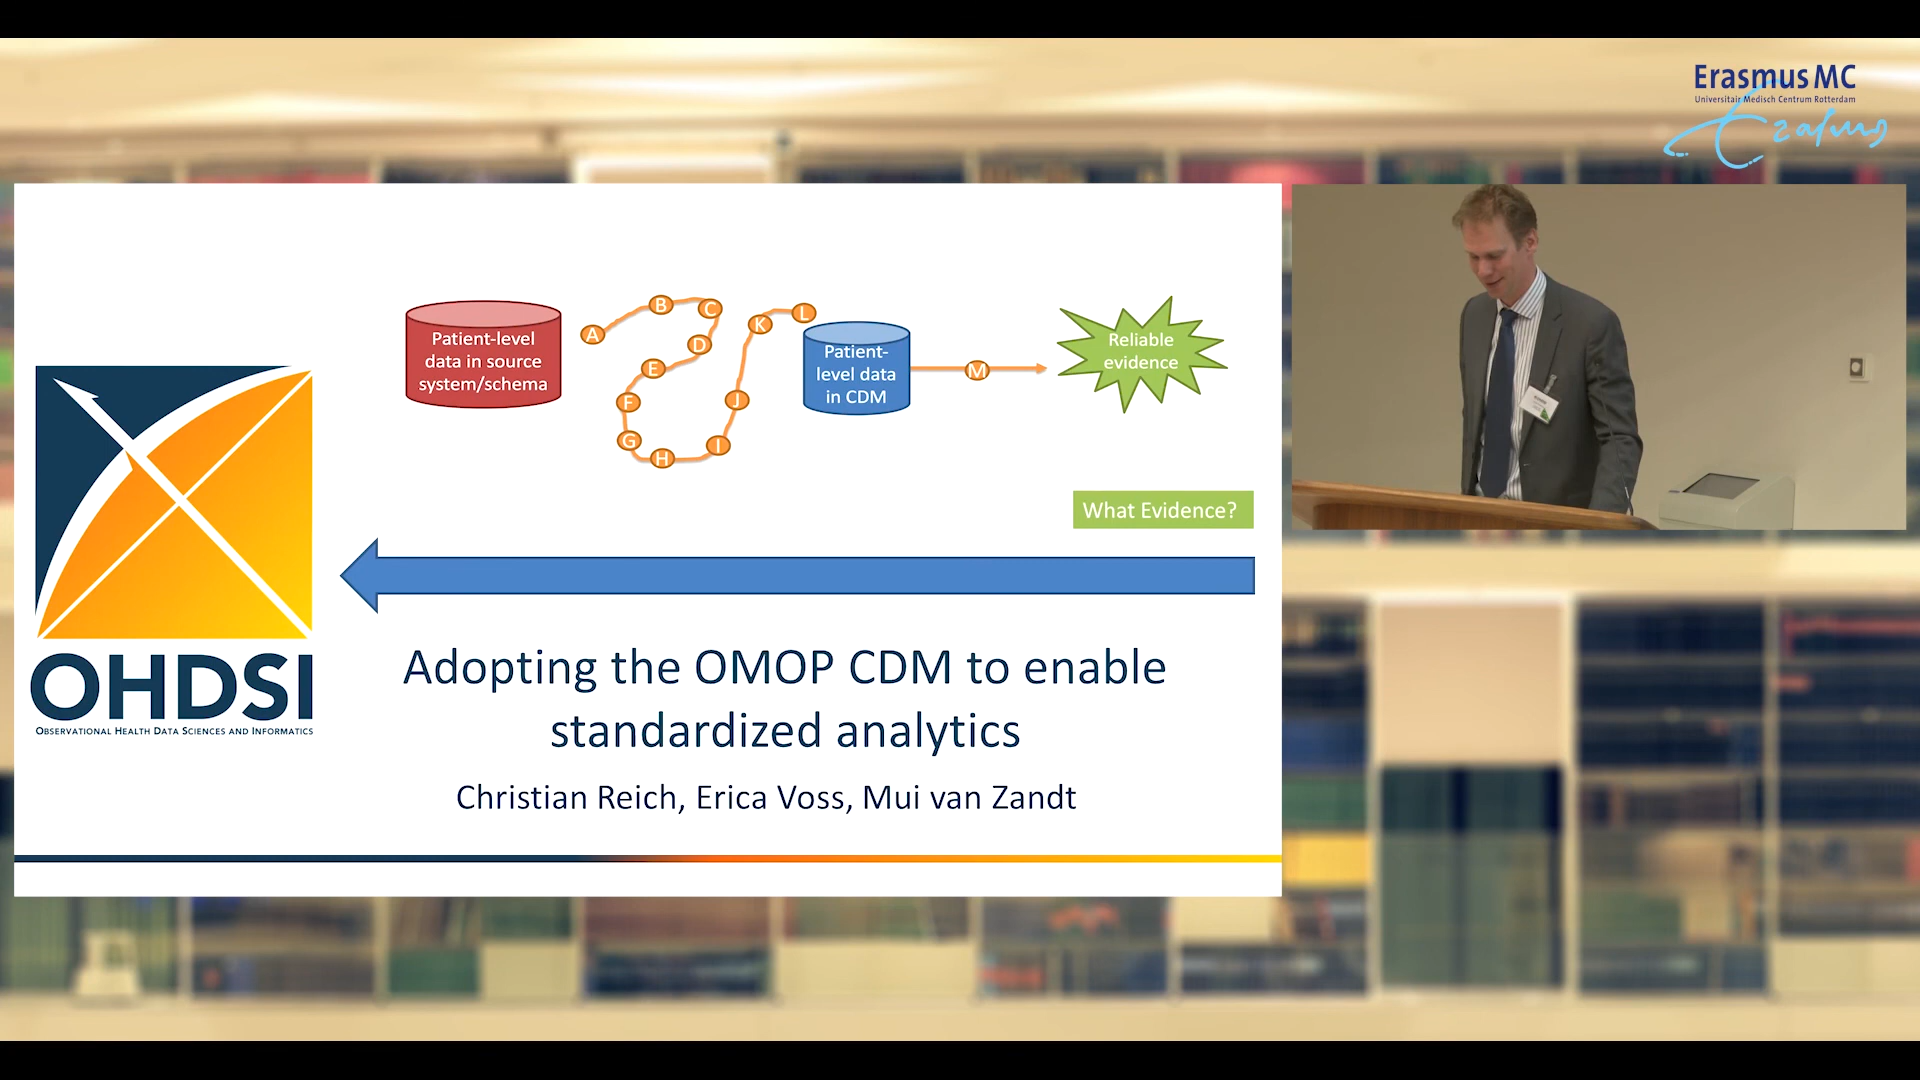 Erasmus MC
Universitair Medisch Centrum Rotterdam
Erasmus
Patient-level
data in source
system/schema
A
B
C
D
E
F
G
H
I
J
K
L
Patient-
level data
in CDM
M
Reliable
evidence
What Evidence?
OHDSI
OBSERVATIONAL HEALTH DATA SCIENCES AND INFORMATICS
Adopting the OMOP CDM to enable
standardized analytics
Christian Reich, Erica Voss, Mui van Zandt